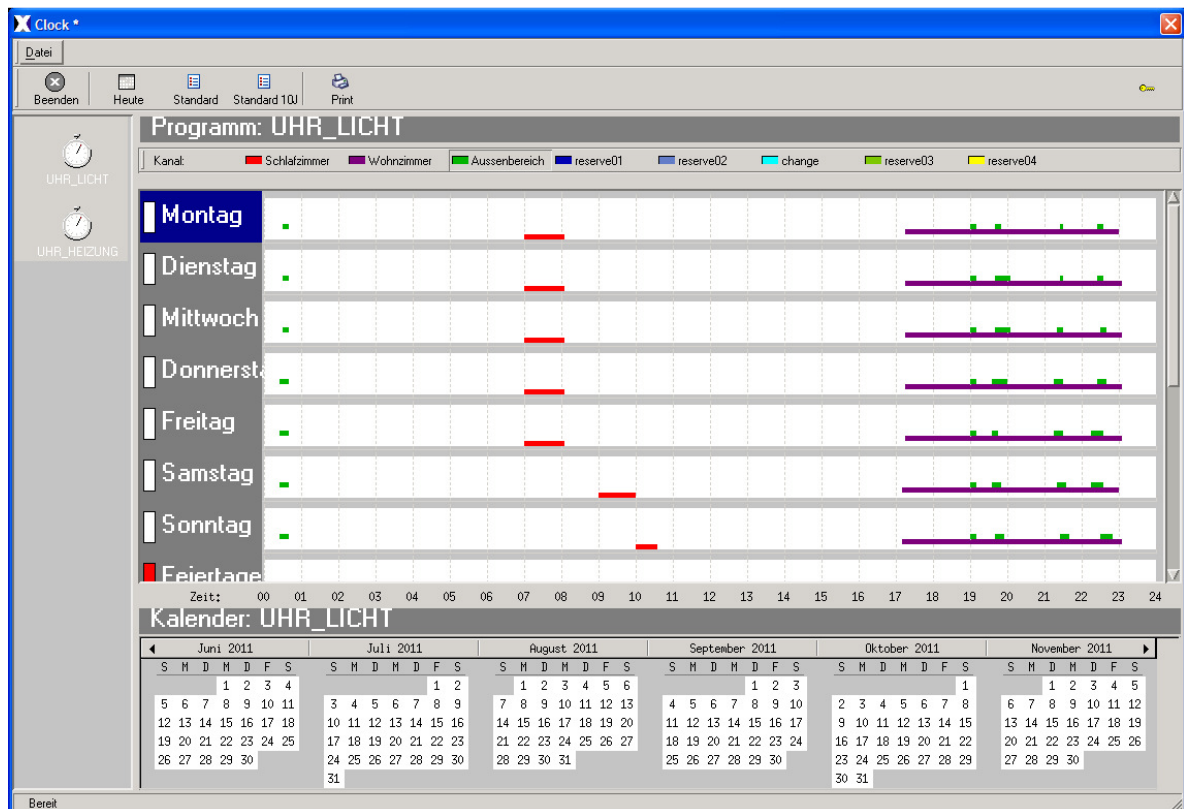 Clock *
Datei
Beenden Heute Standard Standard 10J Print
UHR_LICHT
UHR_HEIZUNG
Programm: UHR_LICHT
Kanal: Schlafzimmer Wohnzimmer Aussenbereich reserve01 reserve02 change reserve03 reserve04
Montag
Dienstag
Mittwoch
Donnersta
Freitag
Samstag
Sonntag
Feiertage
Zeit: 00 01 02 03 04 05 06 07 08 09 10 11 12 13 14 15 16 17 18 19 20 21 22 23 24
Kalender: UHR_LICHT
Juni 2011
S M D M D F S
1 2 3 4
5 6 7 8 9 10 11
12 13 14 15 16 17 18
19 20 21 22 23 24 25
26 27 28 29 30
Juli 2011
S M D M D F S
1 2
3 4 5 6 7 8 9
10 11 12 13 14 15 16
17 18 19 20 21 22 23
24 25 26 27 28 29 30
31
August 2011
S M D M D F S
1 2 3 4 5 6
7 8 9 10 11 12 13
14 15 16 17 18 19 20
21 22 23 24 25 26 27
28 29 30 31
September 2011
S M D M D F S
1 2 3
4 5 6 7 8 9 10
11 12 13 14 15 16 17
18 19 20 21 22 23 24
25 26 27 28 29 30
Oktober 2011
S M D M D F S
1
2 3 4 5 6 7 8
9 10 11 12 13 14 15
16 17 18 19 20 21 22
23 24 25 26 27 28 29
30 31
November 2011
S M D M D F S
1 2 3 4 5
6 7 8 9 10 11 12
13 14 15 16 17 18 19
20 21 22 23 24 25 26
27 28 29 30
Bereit